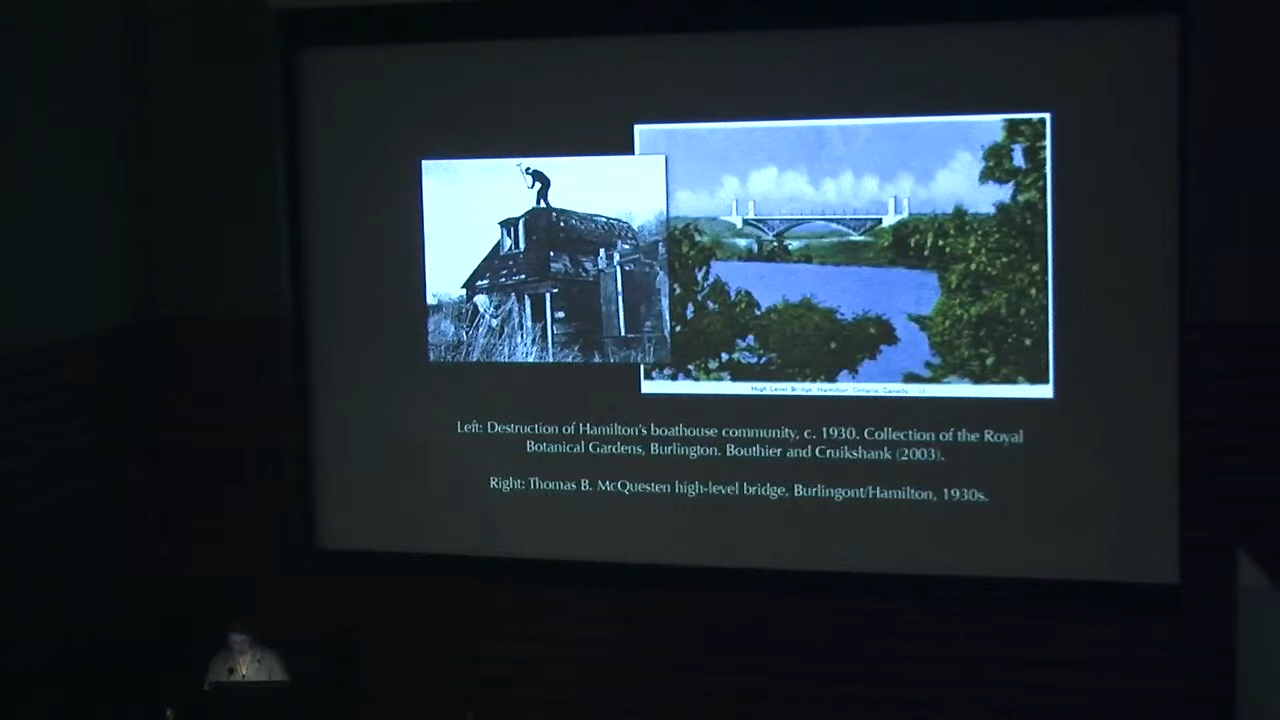 High Level Bridge, Hamilton, Ontario, Canada
Left: Destruction of Hamilton's boathouse community, c. 1930. Collection of the Royal
Botanical Gardens, Burlington. Bouthier and Cruikshank (2003).
Right: Thomas B. McQuesten high-level bridge, Burlingont/Hamilton, 1930s.